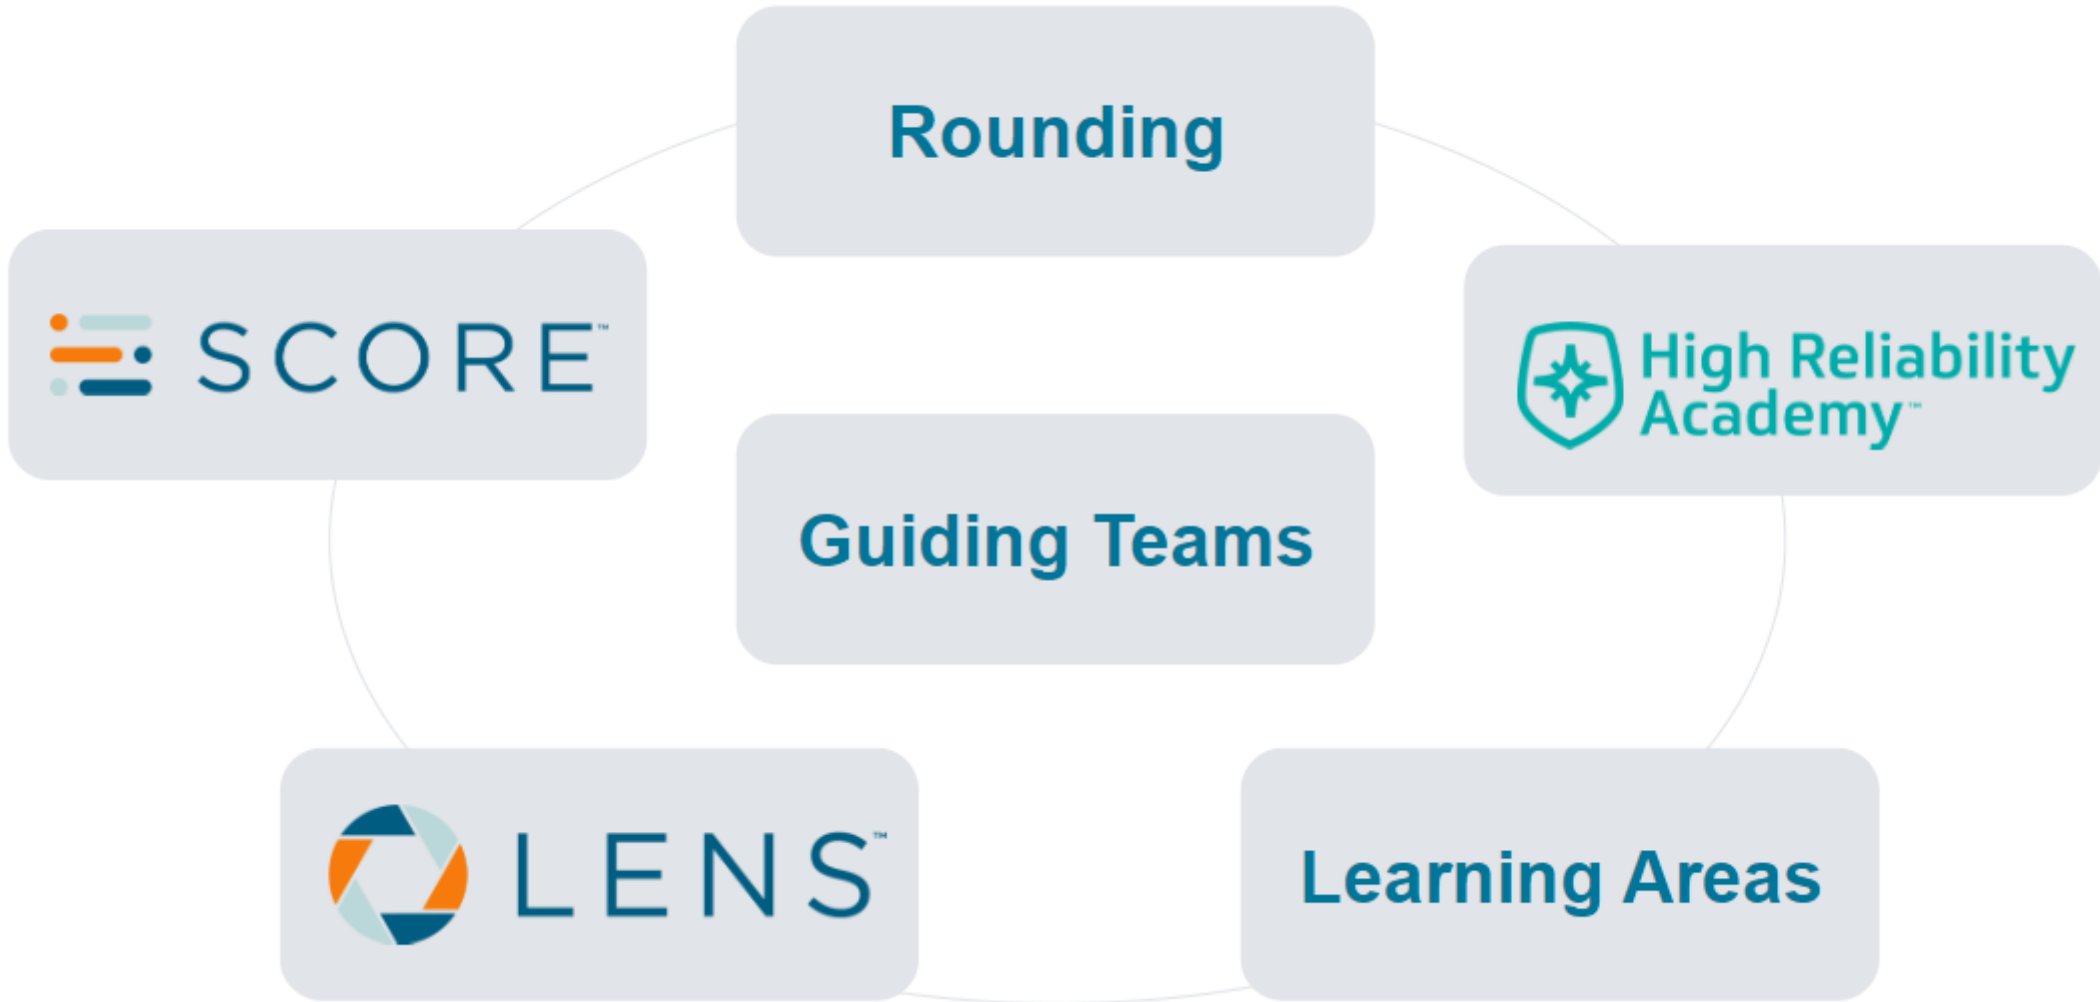 Rounding
SCORE™
High Reliability
Academy™
Guiding Teams
LENS™
Learning Areas